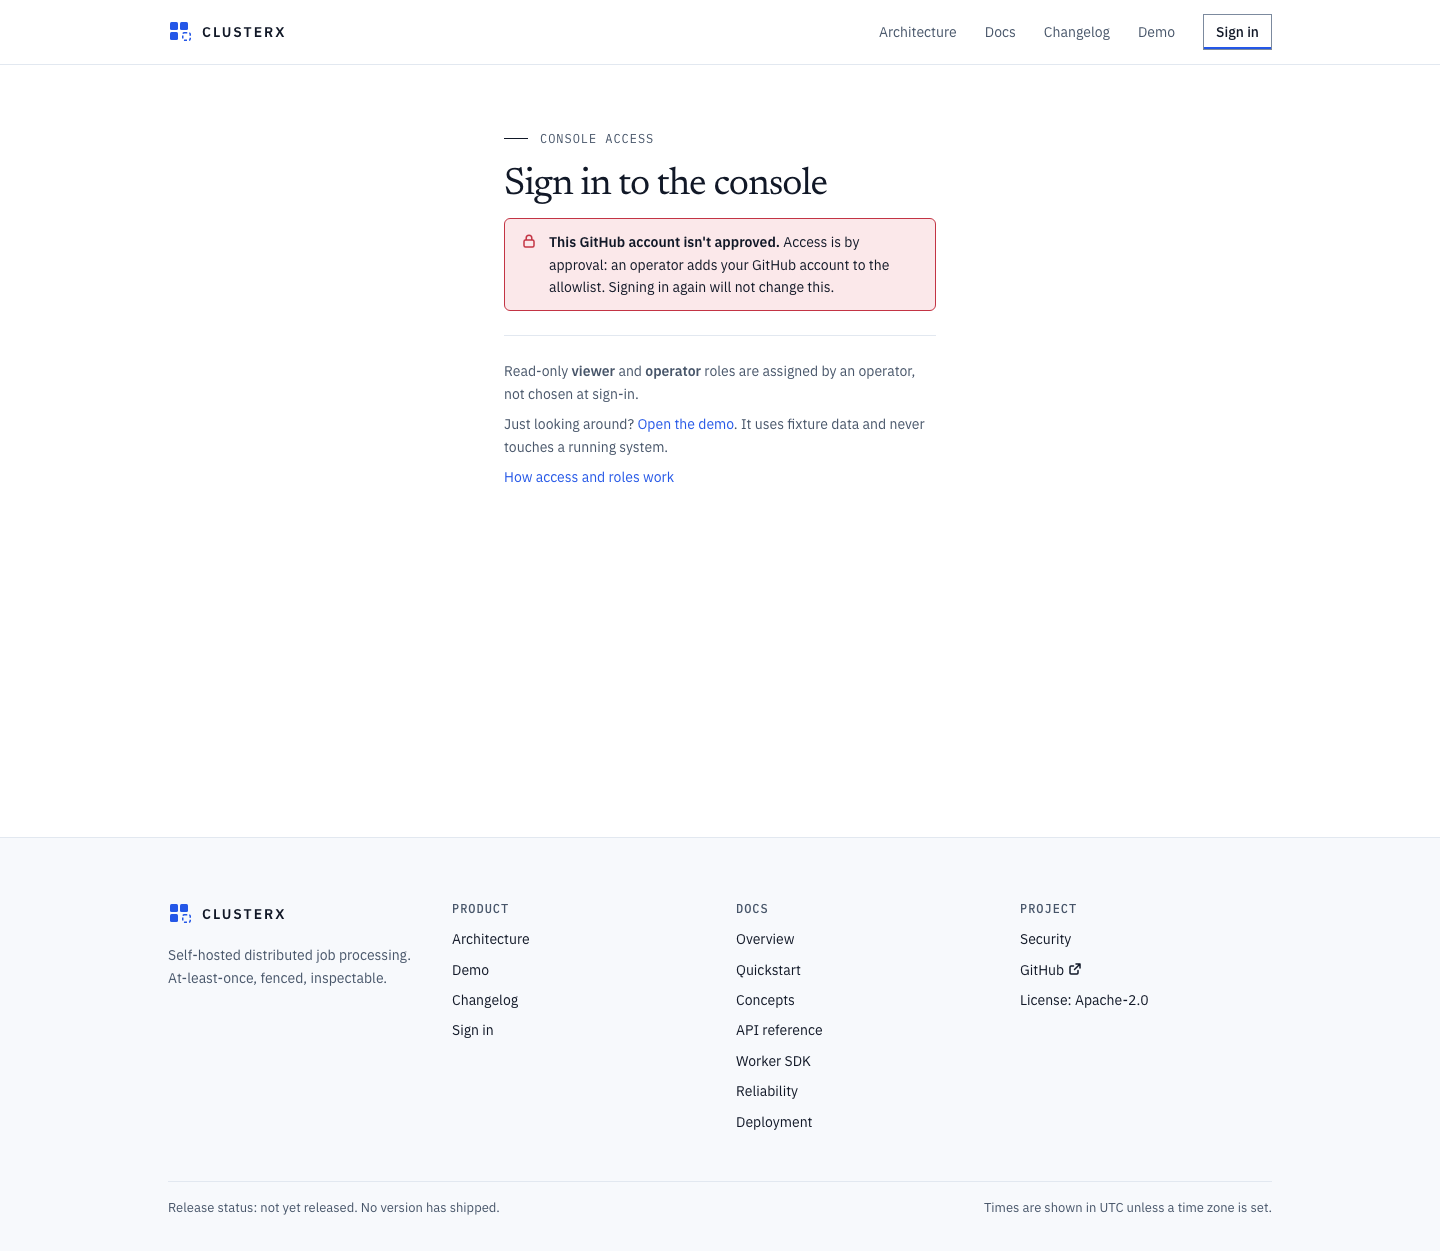 CLUSTERX
Architecture
Docs
Changelog
Demo
Sign in
CONSOLE ACCESS
Sign in to the console
This GitHub account isn't approved. Access is by
approval: an operator adds your GitHub account to the
allowlist. Signing in again will not change this.
Read-only viewer and operator roles are assigned by an operator,
not chosen at sign-in.
Just looking around? Open the demo. It uses fixture data and never
touches a running system.
How access and roles work
CLUSTERX
Self-hosted distributed job processing.
At-least-once, fenced, inspectable.
PRODUCT
Architecture
Demo
Changelog
Sign in
DOCS
Overview
Quickstart
Concepts
API reference
Worker SDK
Reliability
Deployment
PROJECT
Security
GitHub
License: Apache-2.0
Release status: not yet released. No version has shipped.
Times are shown in UTC unless a time zone is set.